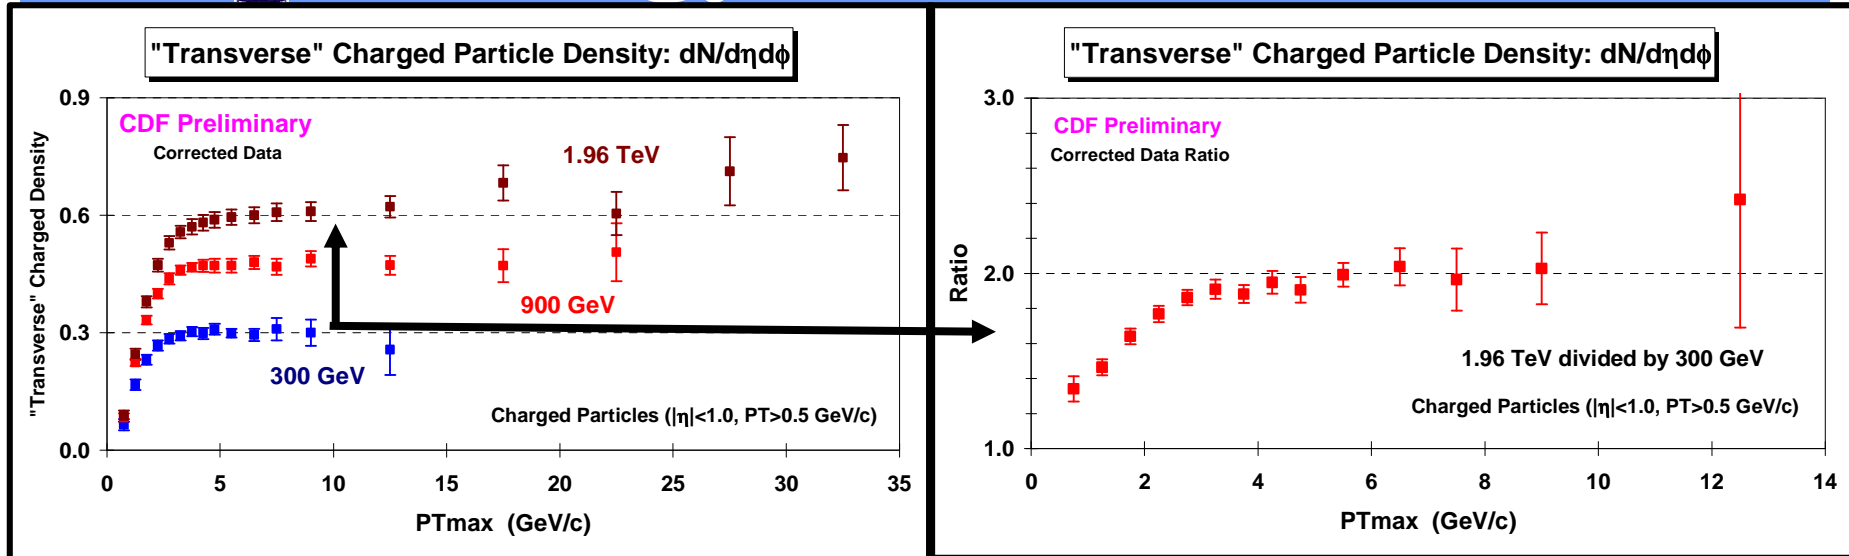 "Transverse" Charged Particle Density: dN/dηdϕ
0.9
CDF Preliminary
Corrected Data
1.96 TeV
0.6
900 GeV
0.3
300 GeV
Charged Particles (|η|<1.0, PT>0.5 GeV/c)
0.0
0 5 10 15 20 25 30 35
PTmax (GeV/c)
"Transverse" Charged Density
"Transverse" Charged Particle Density: dN/dηdϕ
3.0
CDF Preliminary
Corrected Data Ratio
2.0
Ratio
1.96 TeV divided by 300 GeV
Charged Particles (|η|<1.0, PT>0.5 GeV/c)
1.0
0 2 4 6 8 10 12 14
PTmax (GeV/c)